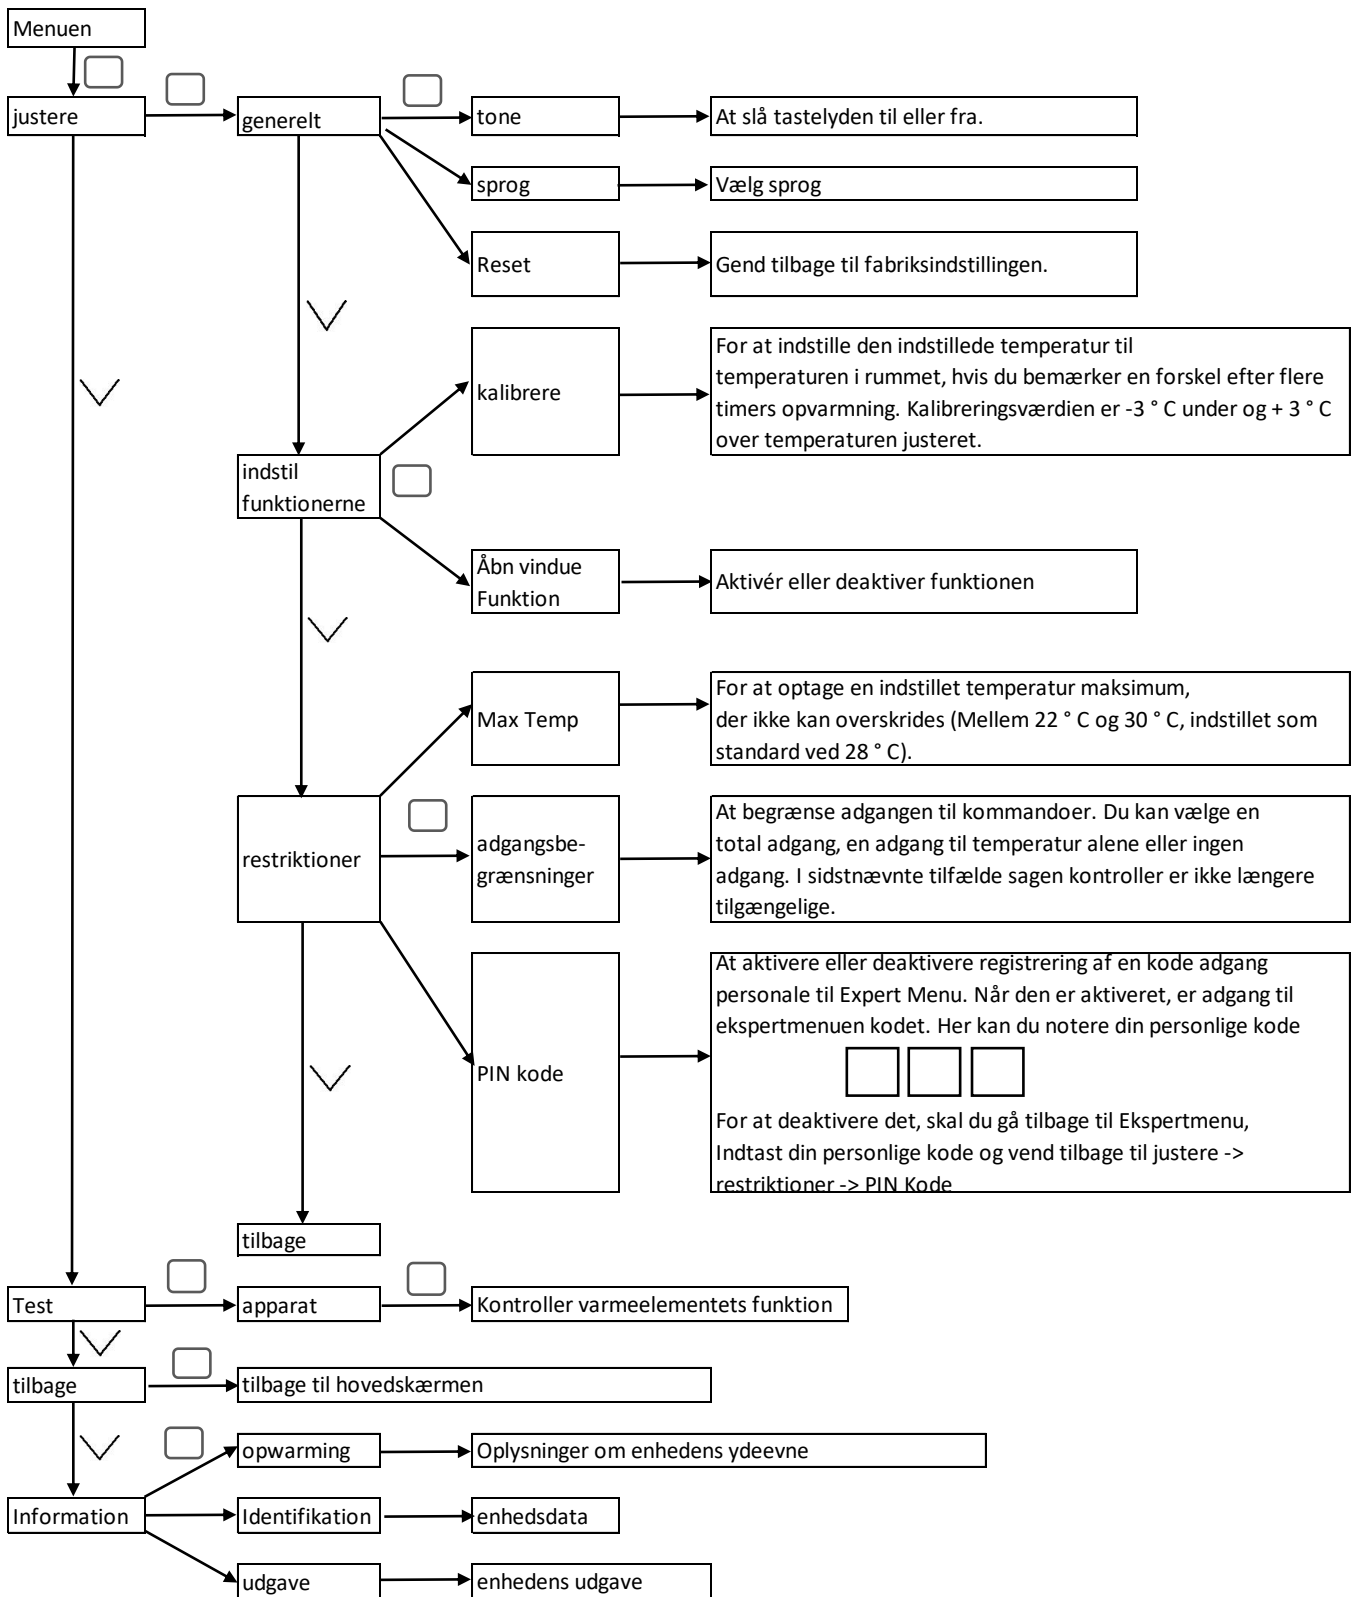 Menuen
justere
generelt
tone
At slå tastelyden til eller fra.
sprog
Vælg sprog
Reset
Gend tilbage til fabriksindstillingen.
kalibrere
For at indstille den indstillede temperatur til
temperaturen i rummet, hvis du bemærker en forskel efter flere
timers opvarmning. Kalibreringsværdien er -3 ° C under og + 3 ° C
over temperaturen justeret.
indstil
funktionerne
Åbn vindue
Funktion
Aktivér eller deaktiver funktionen
Max Temp
For at optage en indstillet temperatur maksimum,
der ikke kan overskrides (Mellem 22 ° C og 30 ° C, indstillet som
standard ved 28 ° C).
restriktioner
adgangsbe-
grænsninger
At begrænse adgangen til kommandoer. Du kan vælge en
total adgang, en adgang til temperatur alene eller ingen
adgang. I sidstnævnte tilfælde sagen kontroller er ikke længere
tilgængelige.
PIN kode
At aktivere eller deaktivere registrering af en kode adgang
personale til Expert Menu. Når den er aktiveret, er adgang til
ekspertmenuen kodet. Her kan du notere din personlige kode
For at deaktivere det, skal du gå tilbage til Ekspertmenu,
Indtast din personlige kode og vend tilbage til justere ->
restriktioner -> PIN Kode
tilbage
Test
apparat
Kontroller varmeelementets funktion
tilbage
tilbage til hovedskærmen
opwarming
Oplysninger om enhedens ydeevne
Information
Identifikation
enhedsdata
udgave
enhedens udgave